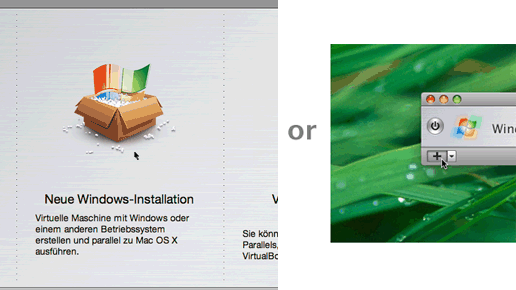 Neue Windows-Installation
Virtuelle Maschine mit Windows oder
einem anderen Betriebssystem
erstellen und parallel zu Mac OS X
ausführen.
V
Sie könn
Parallels,
VirtualBo
or
Wind